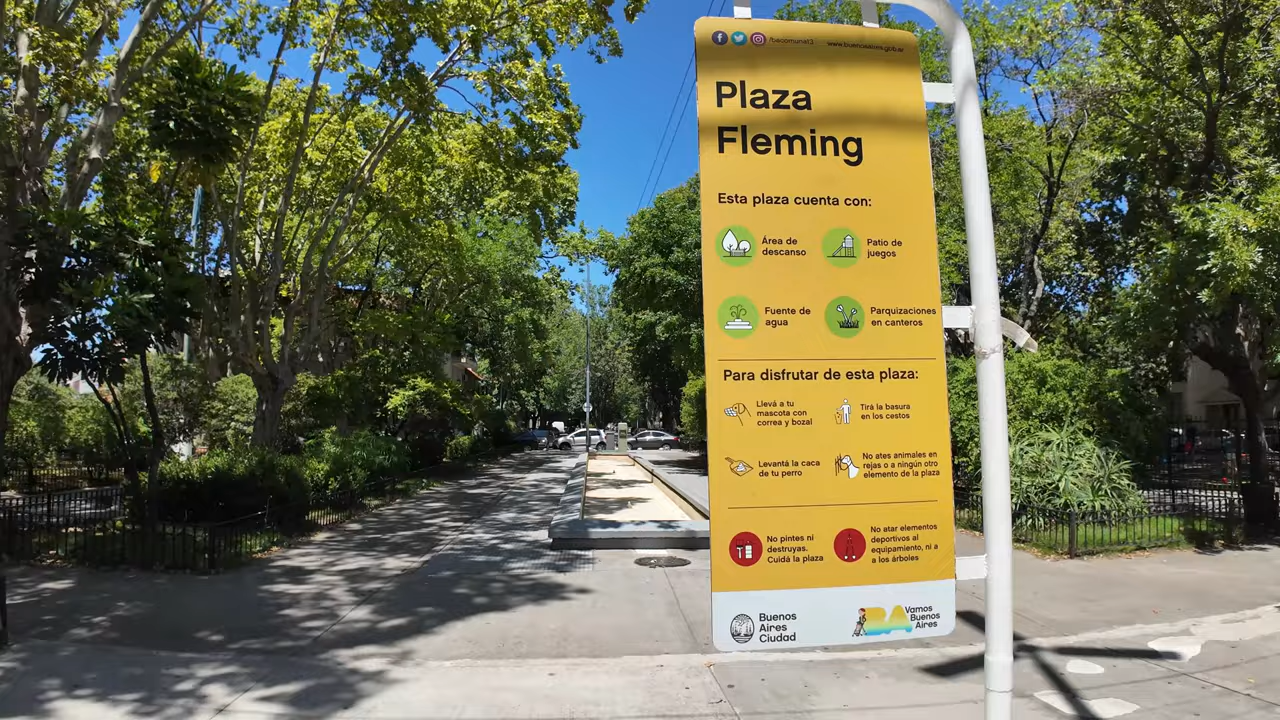 /bacomuna13 www.buenosaires.gob.ar
Plaza
Fleming
Esta plaza cuenta con:
Área de
descanso
Patio de
juegos
Fuente de
agua
Parquizaciones
en canteros
Para disfrutar de esta plaza:
Llevá a tu
mascota con
correa y bozal
Tirá la basura
en los cestos
Levantá la caca
de tu perro
No ates animales en
rejas o a ningún otro
elemento de la plaza
No pintes ni
destruyas.
Cuidá la plaza
No atar elementos
deportivos al
equipamiento, ni a
a los árboles
Buenos
Aires
Ciudad
BA
Vamos
Buenos
Aires